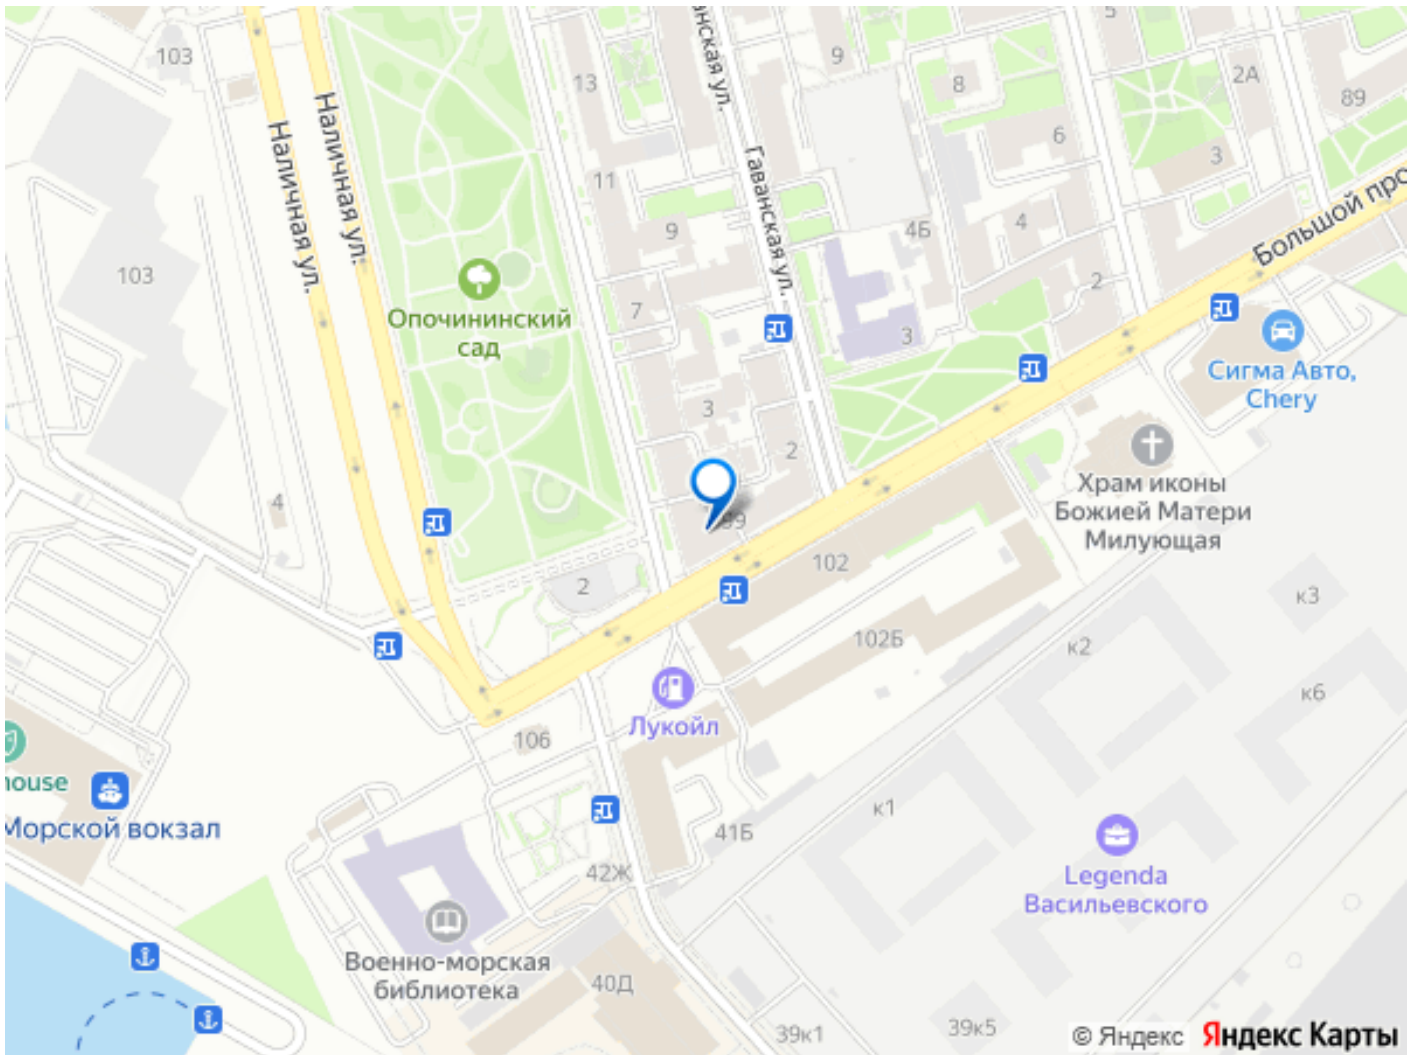 103
Наличная ул.
Наличная ул.
103
Опочининский
сад
13
11
9
7
3
2
99
нская ул.
Гаванская ул.
9
8
5
6
4
4Б
3
2
2А
89
3
Большой про
Сигма Авто,
Chery
Храм иконы
Божией Матери
Милующая
4
2
102
102Б
Лукойл
106
house
Морской вокзал
Военно-морская
библиотека
42Ж
41Б
40Д
к3
к2
к6
к1
Legenda
Васильевского
39к1
39к5
© Яндекс Яндекс Карты